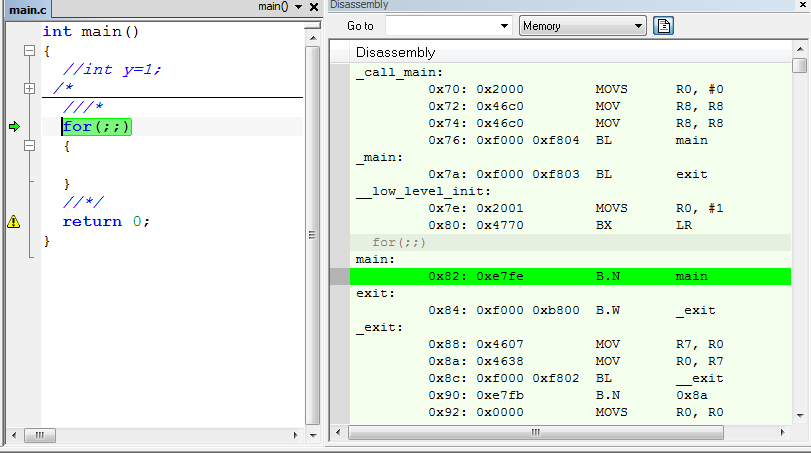 main.c
main()
int main()
{
//int y=1;
/*
///*
for(;;)
{
}
//*/
return 0;
}
Disassembly
Go to Memory
Disassembly
_call_main:
0x70: 0x2000 MOVS R0, #0
0x72: 0x46c0 MOV R8, R8
0x74: 0x46c0 MOV R8, R8
0x76: 0xf000 0xf804 BL main
_main:
0x7a: 0xf000 0xf803 BL exit
__low_level_init:
0x7e: 0x2001 MOVS R0, #1
0x80: 0x4770 BX LR
for(;;)
main:
0x82: 0xe7fe B.N main
exit:
0x84: 0xf000 0xb800 B.W _exit
_exit:
0x88: 0x4607 MOV R7, R0
0x8a: 0x4638 MOV R0, R7
0x8c: 0xf000 0xf802 BL __exit
0x90: 0xe7fb B.N 0x8a
0x92: 0x0000 MOVS R0, R0